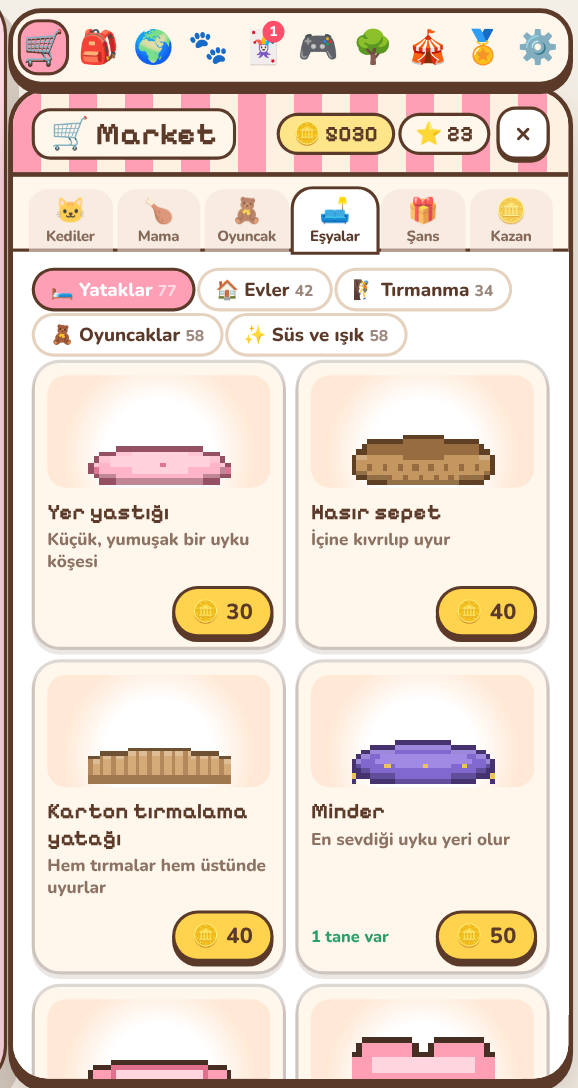 1
Market
8030
23
×
Kediler
Mama
Oyuncak
Eşyalar
Şans
Kazan
Yataklar 77
Evler 42
Tırmanma 34
Oyuncaklar 58
Süs ve ışık 58
Yer yastığı
Küçük, yumuşak bir uyku
köşesi
30
Hasır sepet
İçine kıvrılıp uyur
40
Karton tırmalama
yatağı
Hem tırmalar hem üstünde
uyurlar
40
Minder
En sevdiği uyku yeri olur
1 tane var
50